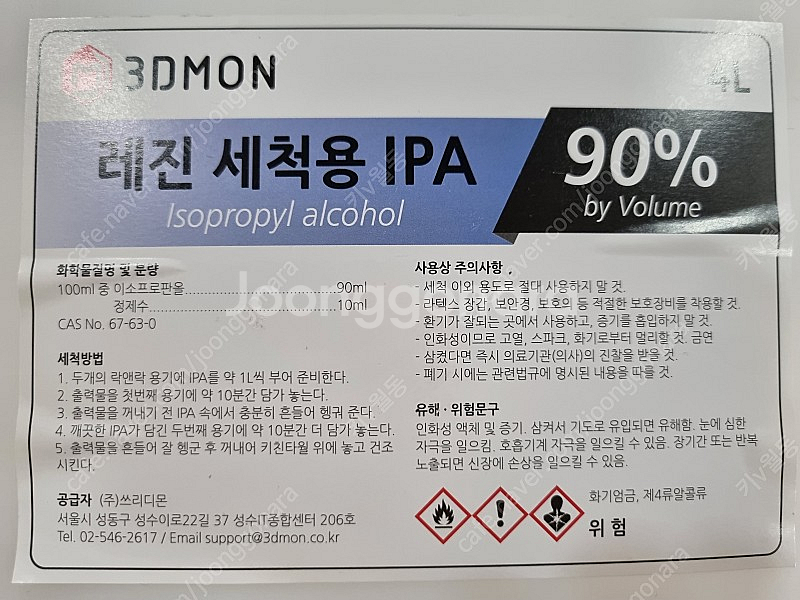 3DMON
4L
레진 세척용 IPA
Isopropyl alcohol
90%
by Volume
화학물질명 및 분량
100ml 중 이소프로판올..............................90ml
정제수......................................10ml
CAS No. 67-63-0
세척방법
1. 두개의 락앤락 용기에 IPA를 약 1L씩 부어 준비한다.
2. 출력물을 첫번째 용기에 약 10분간 담가 놓는다.
3. 출력물을 꺼내기 전 IPA 속에서 충분히 흔들어 헹궈 준다.
4. 깨끗한 IPA가 담긴 두번째 용기에 약 10분간 더 담가 놓는다.
5. 출력물을 흔들어 잘 헹군 후 꺼내어 키친타월 위에 놓고 건조
시킨다.
공급자 (주)쓰리디몬
서울시 성동구 성수이로22길 37 성수IT종합센터 206호
Tel. 02-546-2617 / Email support@3dmon.co.kr
사용상 주의사항
- 세척 이외 용도로 절대 사용하지 말 것.
- 라텍스 장갑, 보안경, 보호의 등 적절한 보호장비를 착용할 것.
- 환기가 잘되는 곳에서 사용하고, 증기를 흡입하지 말 것.
- 인화성이므로 고열, 스파크, 화기로부터 멀리할 것. 금연
- 삼켰다면 즉시 의료기관(의사)의 진찰을 받을 것.
- 폐기 시에는 관련법규에 명시된 내용을 따를 것.
유해·위험문구
인화성 액체 및 증기. 삼켜서 기도로 유입되면 유해함. 눈에 심한
자극을 일으킴. 호흡기계 자극을 일으킬 수 있음. 장기간 또는 반복
노출되면 신장에 손상을 일으킬 수 있음.
화기엄금, 제4류알콜류
위험
Joonggonara
cafe.naver.com/joonggonara
키v월동